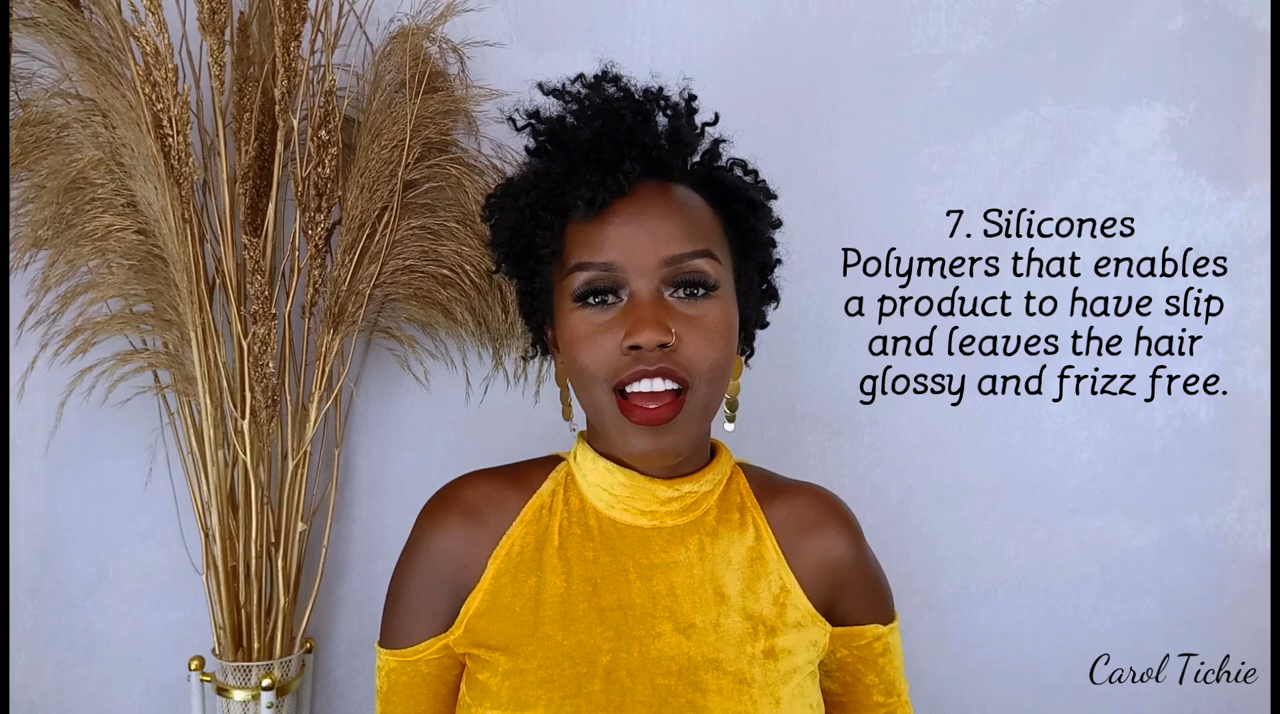 7. Silicones
Polymers that enables
a product to have slip
and leaves the hair
glossy and frizz free.
Carol Tichie